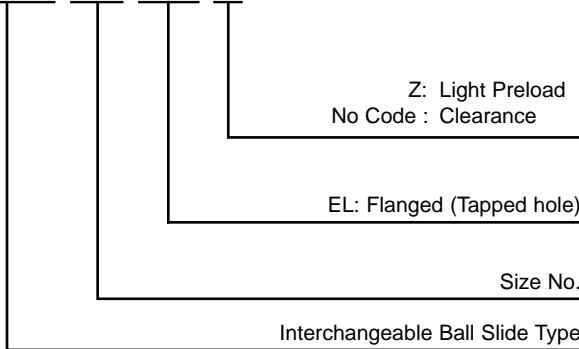 Z: Light Preload
No Code : Clearance
EL: Flanged (Tapped hole)
Size No.
Interchangeable Ball Slide Type